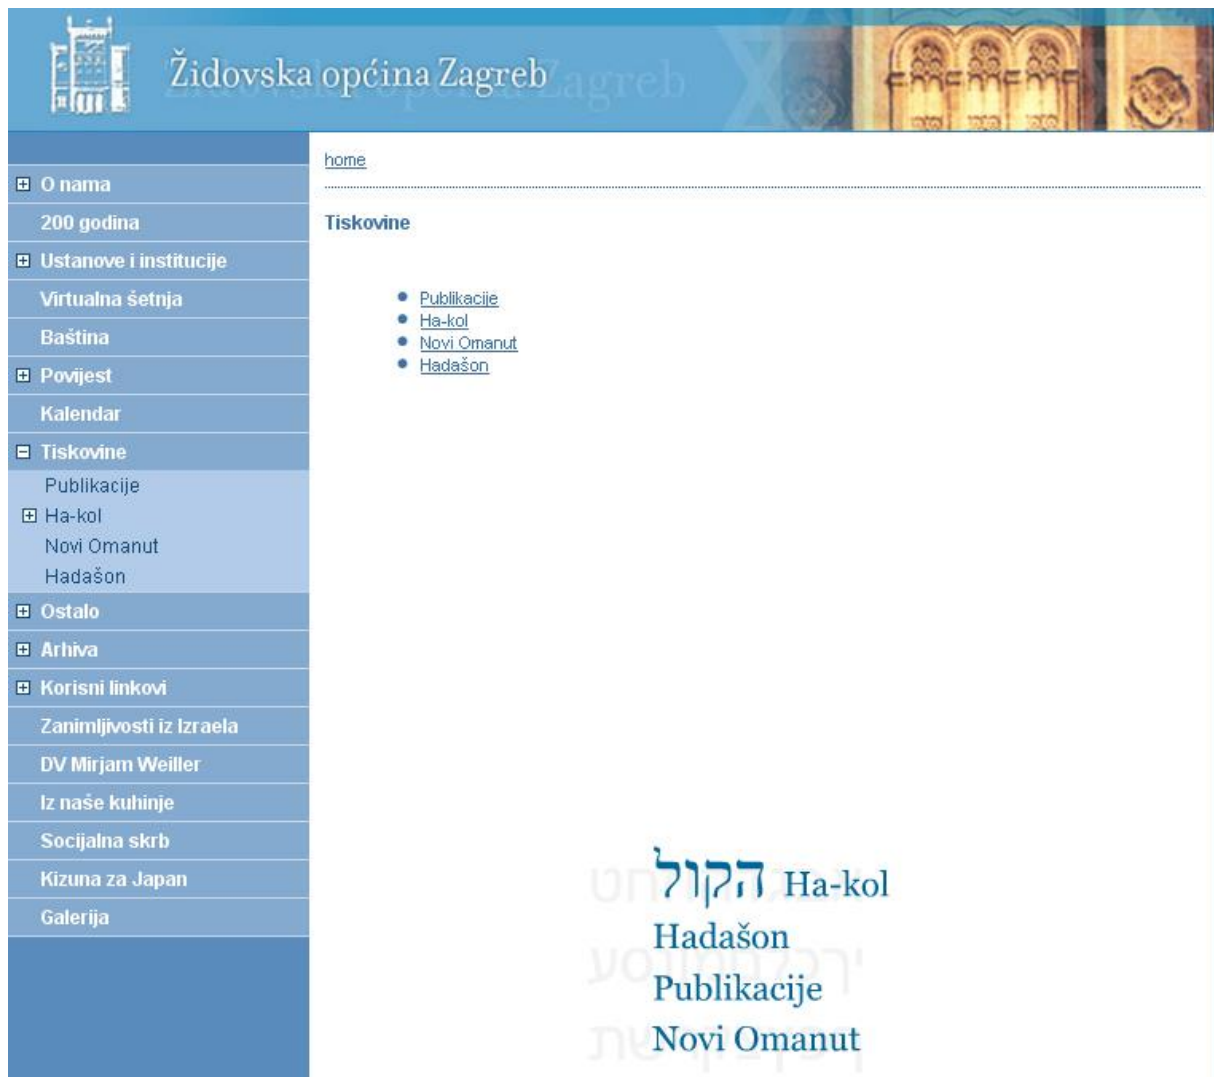 Židovska općina Zagreb
home
O nama
200 godina
Ustanove i institucije
Virtualna šetnja
Baština
Povijest
Kalendar
Tiskovine
Publikacije
Ha-kol
Novi Omanut
Hadašon
Ostalo
Arhiva
Korisni linkovi
Zanimljivosti iz Izraela
DV Mirjam Weiller
Iz naše kuhinje
Socijalna skrb
Kizuna za Japan
Galerija
Tiskovine
Publikacije
Ha-kol
Novi Omanut
Hadašon
הקול Ha-kol
Hadašon
Publikacije
Novi Omanut